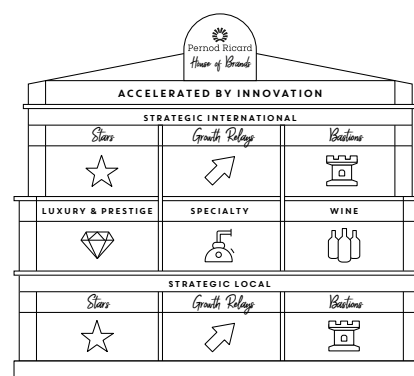 Pernod Ricard
House of Brands
ACCELERATED BY INNOVATION
STRATEGIC INTERNATIONAL
Stars Growth Relays Bastions
LUXURY & PRESTIGE SPECIALTY WINE
STRATEGIC LOCAL
Stars Growth Relays Bastions